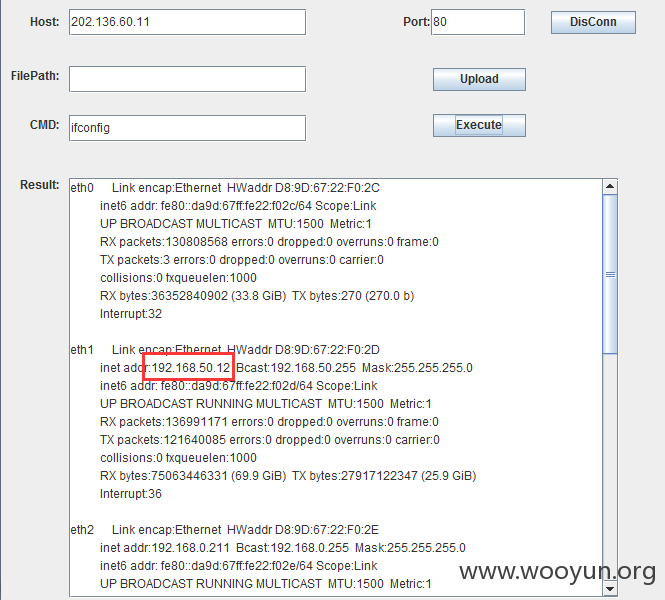 Host: 202.136.60.11 Port: 80 DisConn
FilePath: Upload
CMD: ifconfig Execute
Result:
eth0 Link encap:Ethernet HWaddr D8:9D:67:22:F0:2C
inet6 addr: fe80::da9d:67ff:fe22:f02c/64 Scope:Link
UP BROADCAST MULTICAST MTU:1500 Metric:1
RX packets:130808568 errors:0 dropped:0 overruns:0 frame:0
TX packets:3 errors:0 dropped:0 overruns:0 carrier:0
collisions:0 txqueuelen:1000
RX bytes:36352840902 (33.8 GiB) TX bytes:270 (270.0 b)
Interrupt:32
eth1 Link encap:Ethernet HWaddr D8:9D:67:22:F0:2D
inet addr:192.168.50.12 Bcast:192.168.50.255 Mask:255.255.255.0
inet6 addr: fe80::da9d:67ff:fe22:f02d/64 Scope:Link
UP BROADCAST RUNNING MULTICAST MTU:1500 Metric:1
RX packets:136991171 errors:0 dropped:0 overruns:0 frame:0
TX packets:121640085 errors:0 dropped:0 overruns:0 carrier:0
collisions:0 txqueuelen:1000
RX bytes:75063446331 (69.9 GiB) TX bytes:27917122347 (25.9 GiB)
Interrupt:36
eth2 Link encap:Ethernet HWaddr D8:9D:67:22:F0:2E
inet addr:192.168.0.211 Bcast:192.168.0.255 Mask:255.255.255.0
inet6 addr: fe80::da9d:67ff:fe22:f02e/64 Scope:Link
UP BROADCAST RUNNING MULTICAST MTU:1500 Metric:1
www.wooyun.org